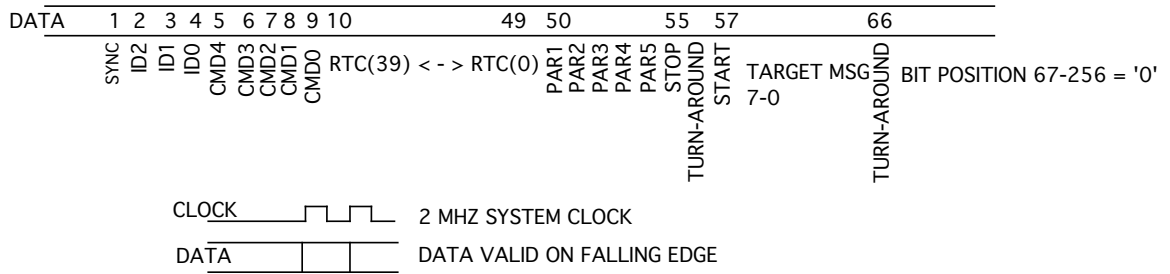 DATA 1 2 3 4 5 6 7 8 9 10 49 50 55 57 66
SYNC
ID2
ID1
ID0
CMD4
CMD3
CMD2
CMD1
CMD0
RTC(39) < - > RTC(0)
PAR1
PAR2
PAR3
PAR4
PAR5
STOP
TURN-AROUND
START
TARGET MSG
7-0
TURN-AROUND
BIT POSITION 67-256 = '0'
CLOCK
2 MHZ SYSTEM CLOCK
DATA
DATA VALID ON FALLING EDGE